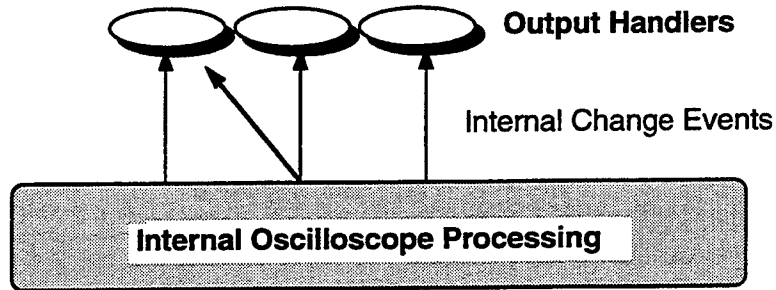 Output Handlers
Internal Change Events
Internal Oscilloscope Processing